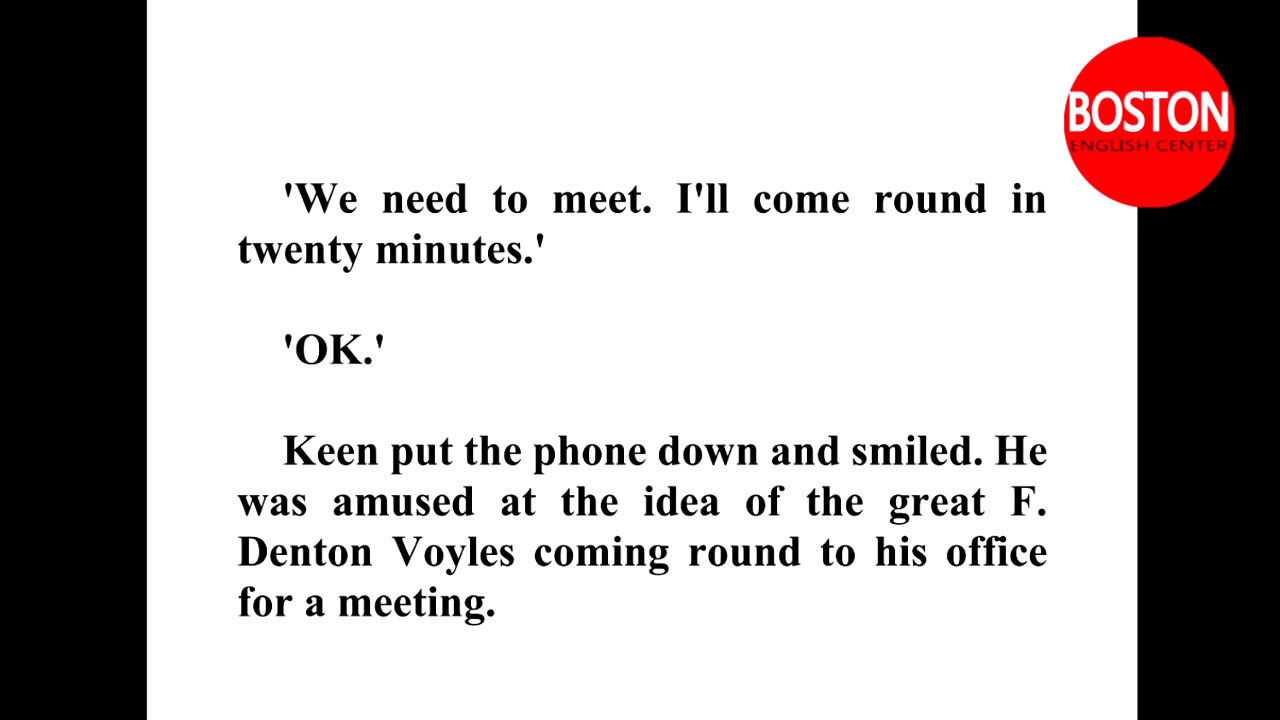 BOSTON
ENGLISH CENTER
'We need to meet. I'll come round in
twenty minutes.'
'OK.'
Keen put the phone down and smiled. He
was amused at the idea of the great F.
Denton Voyles coming round to his office
for a meeting.